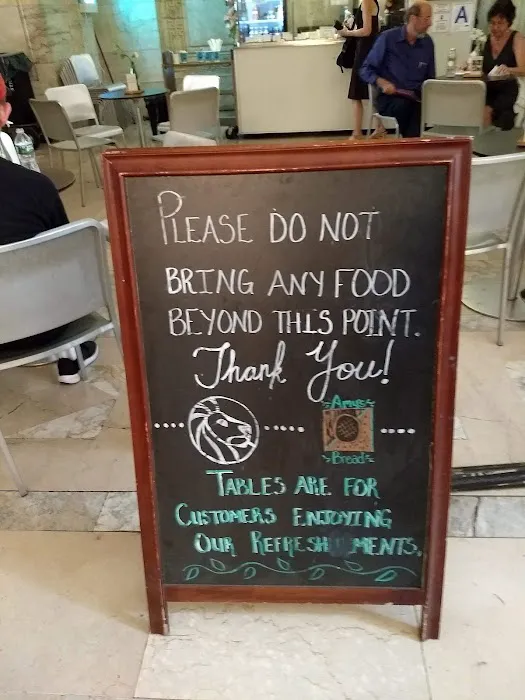 A
PLEASE DO NOT
BRING ANY FOOD
BEYOND THIS POINT.
Thank You!
Amy's
Breads
TABLES ARE FOR
CUSTOMERS ENJOYING
OUR REFRESHMENTS.